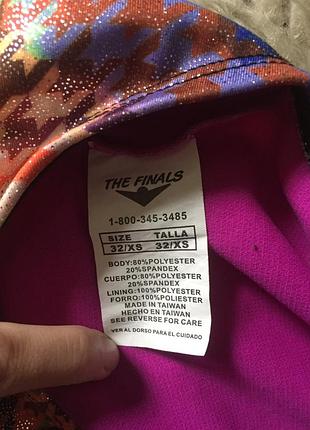 THE FINALS
1-800-345-3485
SIZE TALLA
32/XS 32/XS
BODY:80%POLYESTER
20%SPANDEX
CUERPO:80%POLYESTER
20%SPANDEX
LINING:100%POLYESTER
FORRO:100%POLIESTER
MADE IN TAIWAN
HECHO EN TAIWAN
SEE REVERSE FOR CARE
VER AL DORSO PARA EL CUIDADO